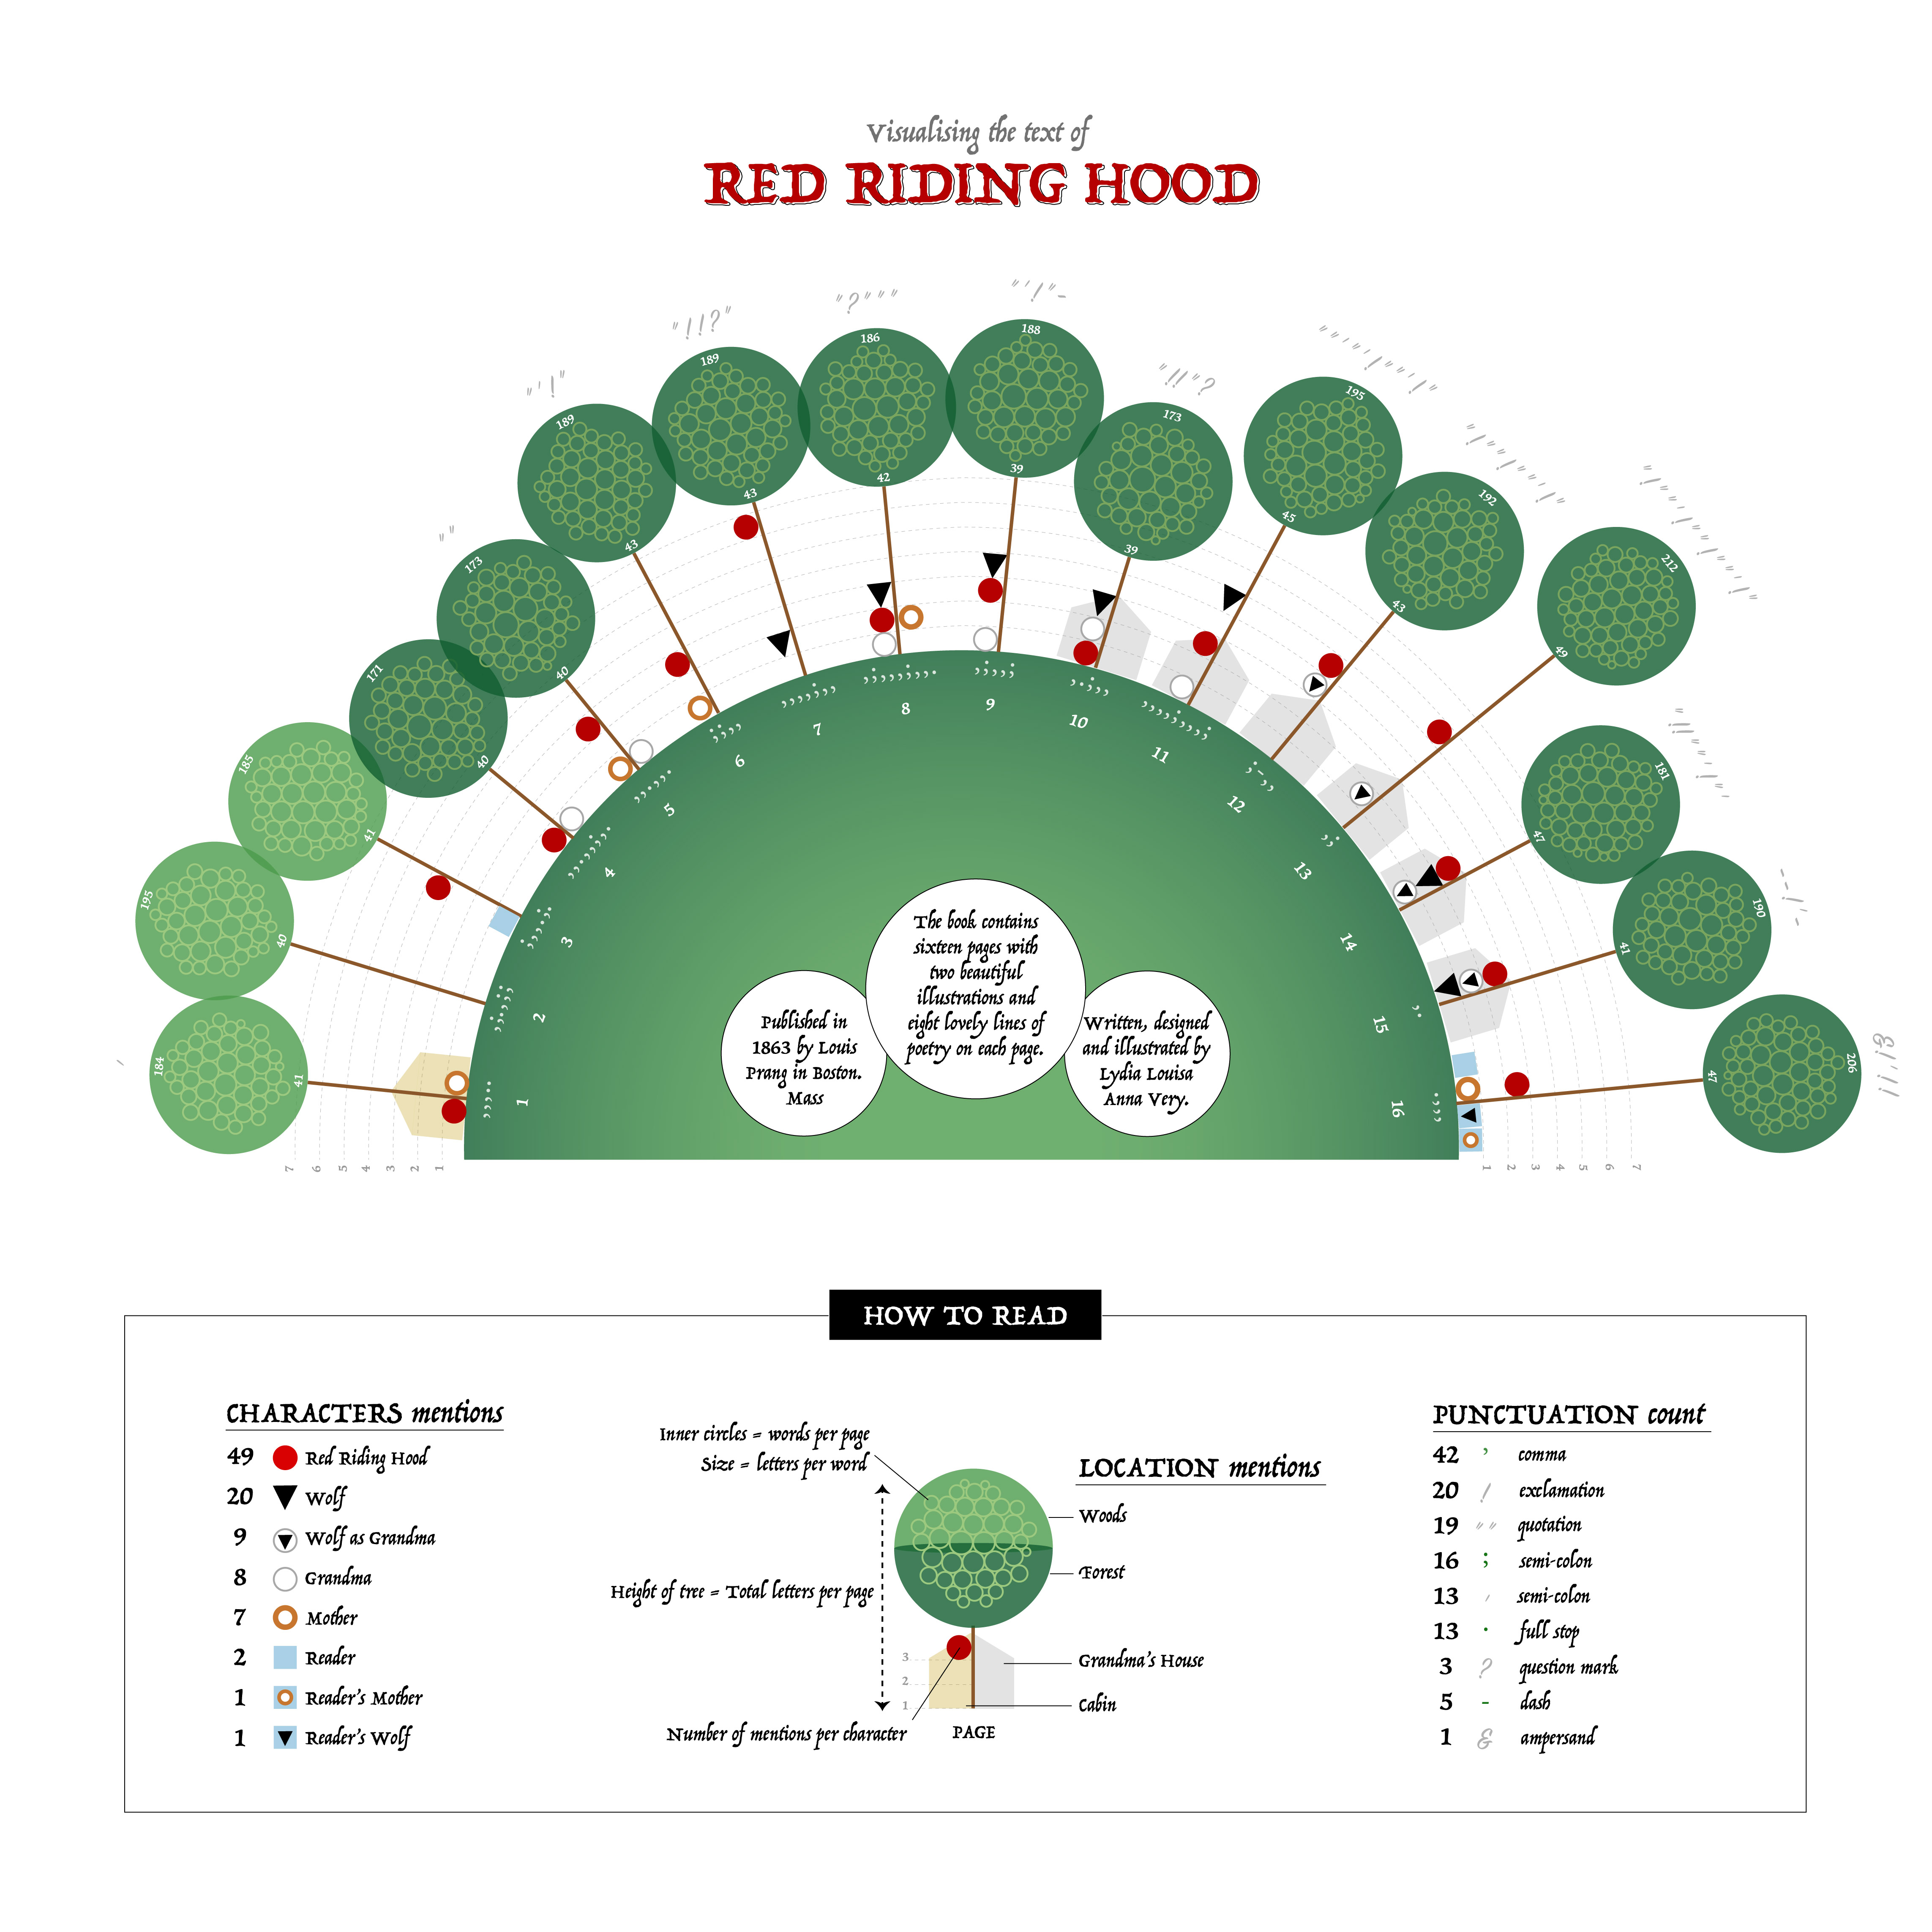 Visualising the text of
RED RIDING HOOD
184
41
195
40
185
41
171
40
173
40
189
43
189
43
186
42
188
39
173
39
195
45
192
43
212
49
181
47
190
41
206
47
1
2
3
4
5
6
7
8
9
10
11
12
13
14
15
16
7 6 5 4 3 2 1
1 2 3 4 5 6 7
"
"'!"
"!!?"
"?"""
&!'!!
Published in
1863 by Louis
Prang in Boston.
Mass
The book contains
sixteen pages with
two beautiful
illustrations and
eight lovely lines of
poetry on each page.
Written, designed
and illustrated by
Lydia Louisa
Anna Very.
HOW TO READ
CHARACTERS mentions
49 Red Riding Hood
20 Wolf
9 Wolf as Grandma
8 Grandma
7 Mother
2 Reader
1 Reader's Mother
1 Reader's Wolf
Inner circles = words per page
Size = letters per word
Height of tree = Total letters per page
Number of mentions per character
3
2
1
PAGE
LOCATION mentions
Woods
Forest
Grandma's House
Cabin
PUNCTUATION count
42 , comma
20 ! exclamation
19 " " quotation
16 ; semi-colon
13 ' semi-colon
13 . full stop
3 ? question mark
5 - dash
1 & ampersand